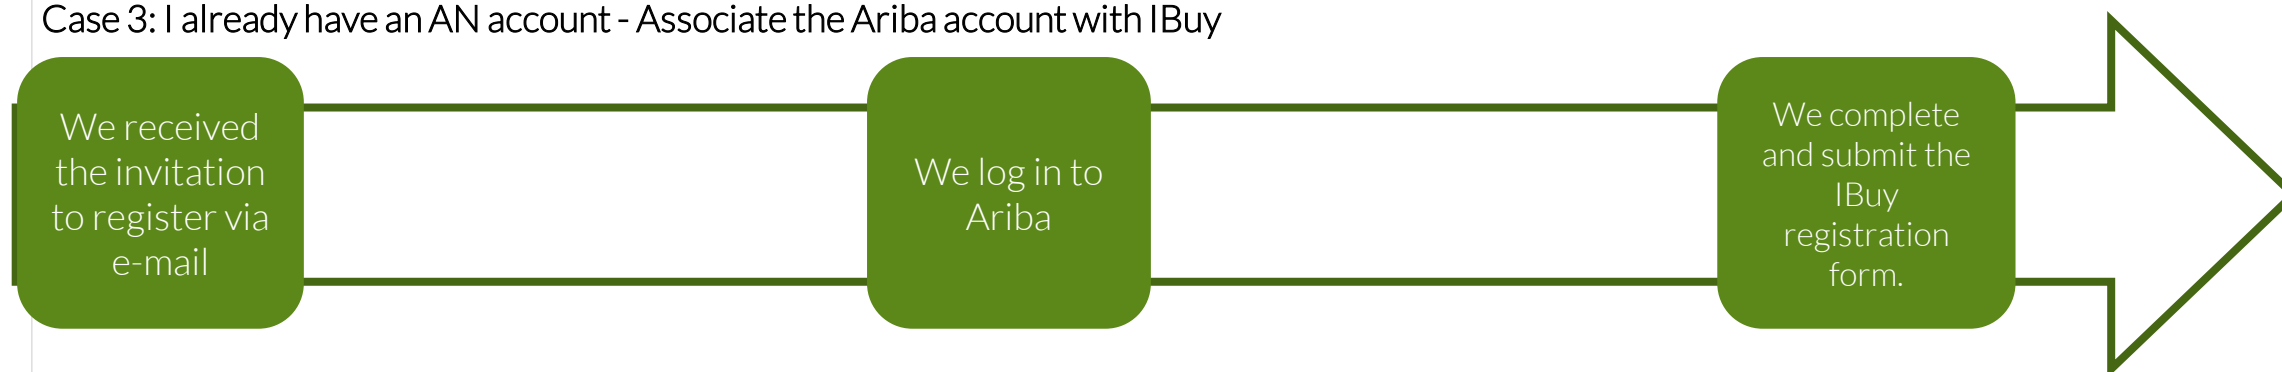 Case 3: I already have an AN account - Associate the Ariba account with IBuy
We received
the invitation
to register via
e-mail
We log in to
Ariba
We complete
and submit the
IBuy
registration
form.